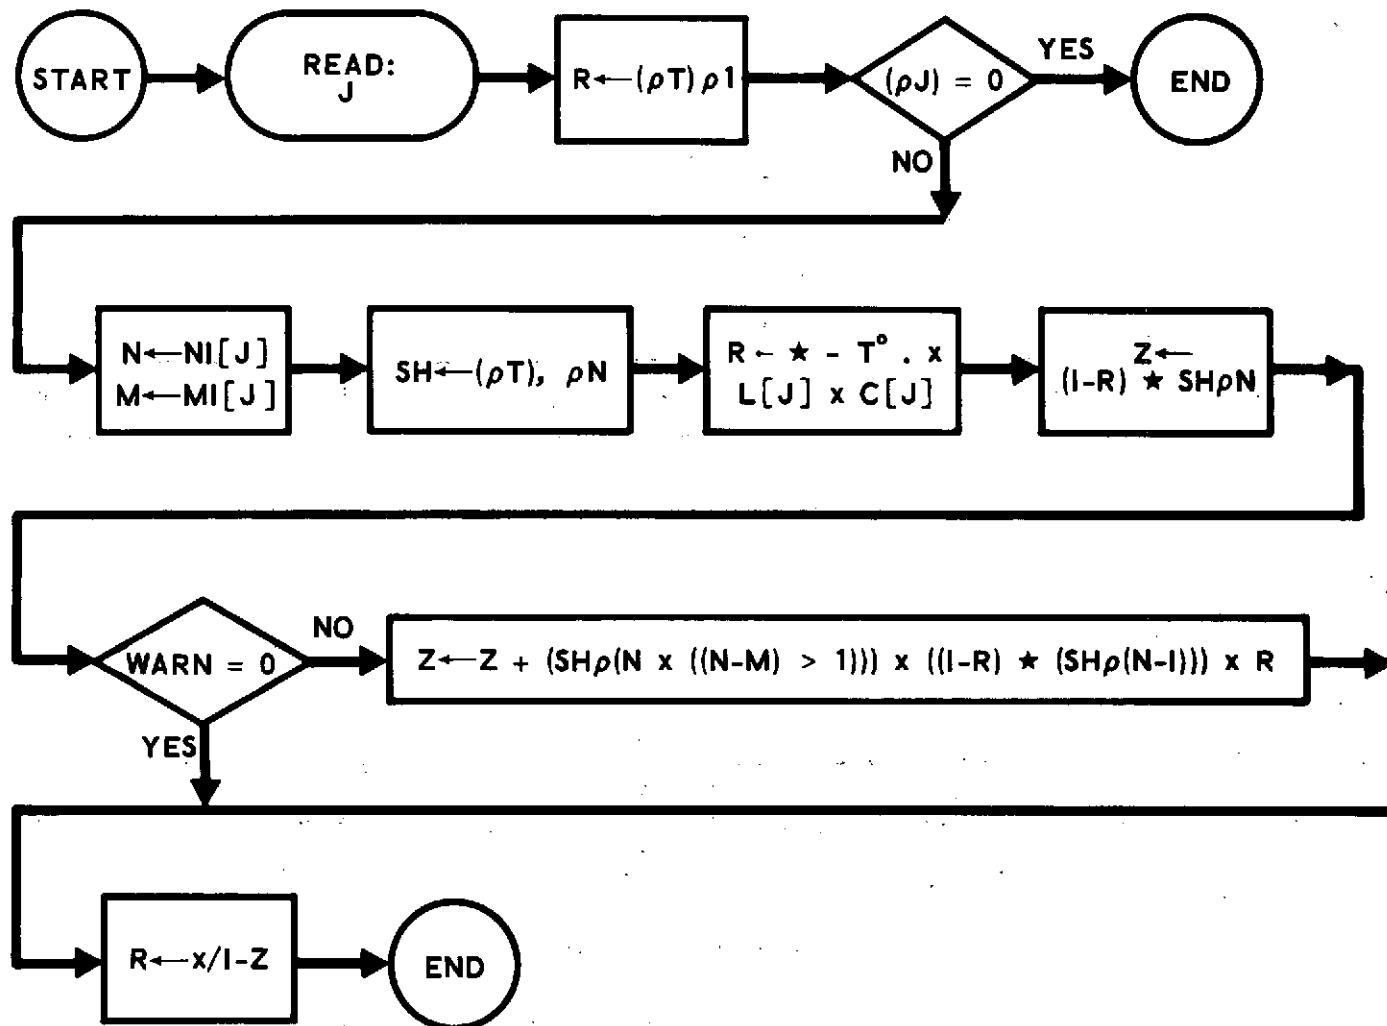 START
READ:
J
R←(ρT)ρ1
(ρJ) = 0
YES
END
NO
N←NI[J]
M←MI[J]
SH←(ρT), ρN
R ← ★ - T° . x
L[J] x C[J]
Z←
(I-R) ★ SHρN
WARN = 0
NO
Z←Z + (SHρ(N x ((N-M) > 1))) x ((I-R) ★ (SHρ(N-I))) x R
YES
R←x/I-Z
END